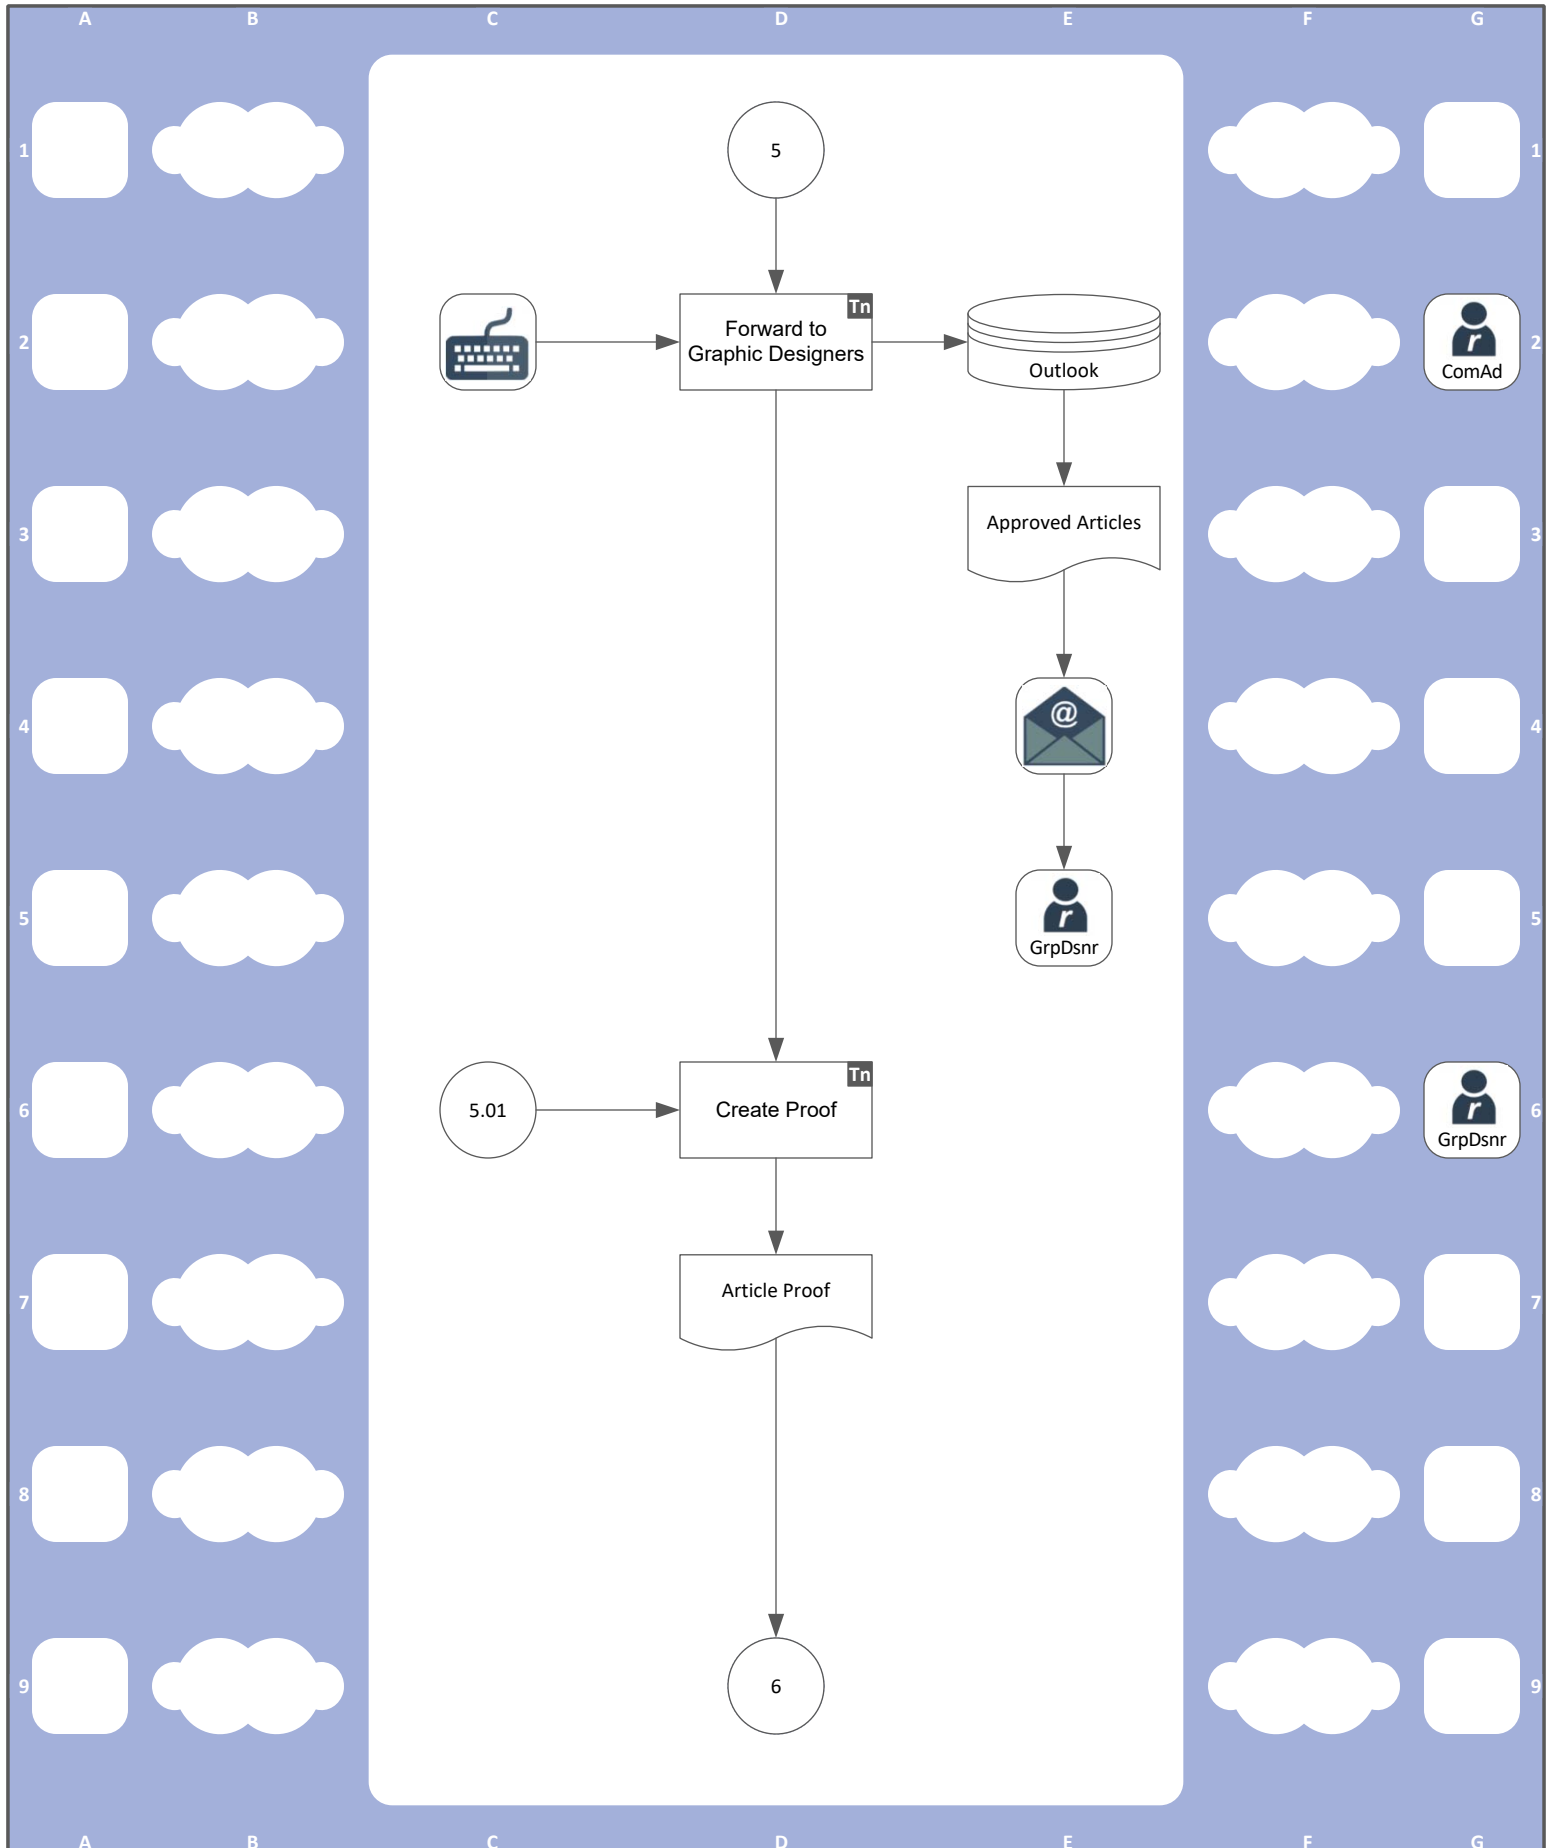 A B C D E F G
1 5 1
Tn
2 Forward to
Graphic Designers Outlook r ComAd 2
3 Approved Articles 3
4 @ 4
5 r GrpDsnr 5
Tn
6 5.01 Create Proof r GrpDsnr 6
7 Article Proof 7
8 8
9 6 9
A B C D E F G